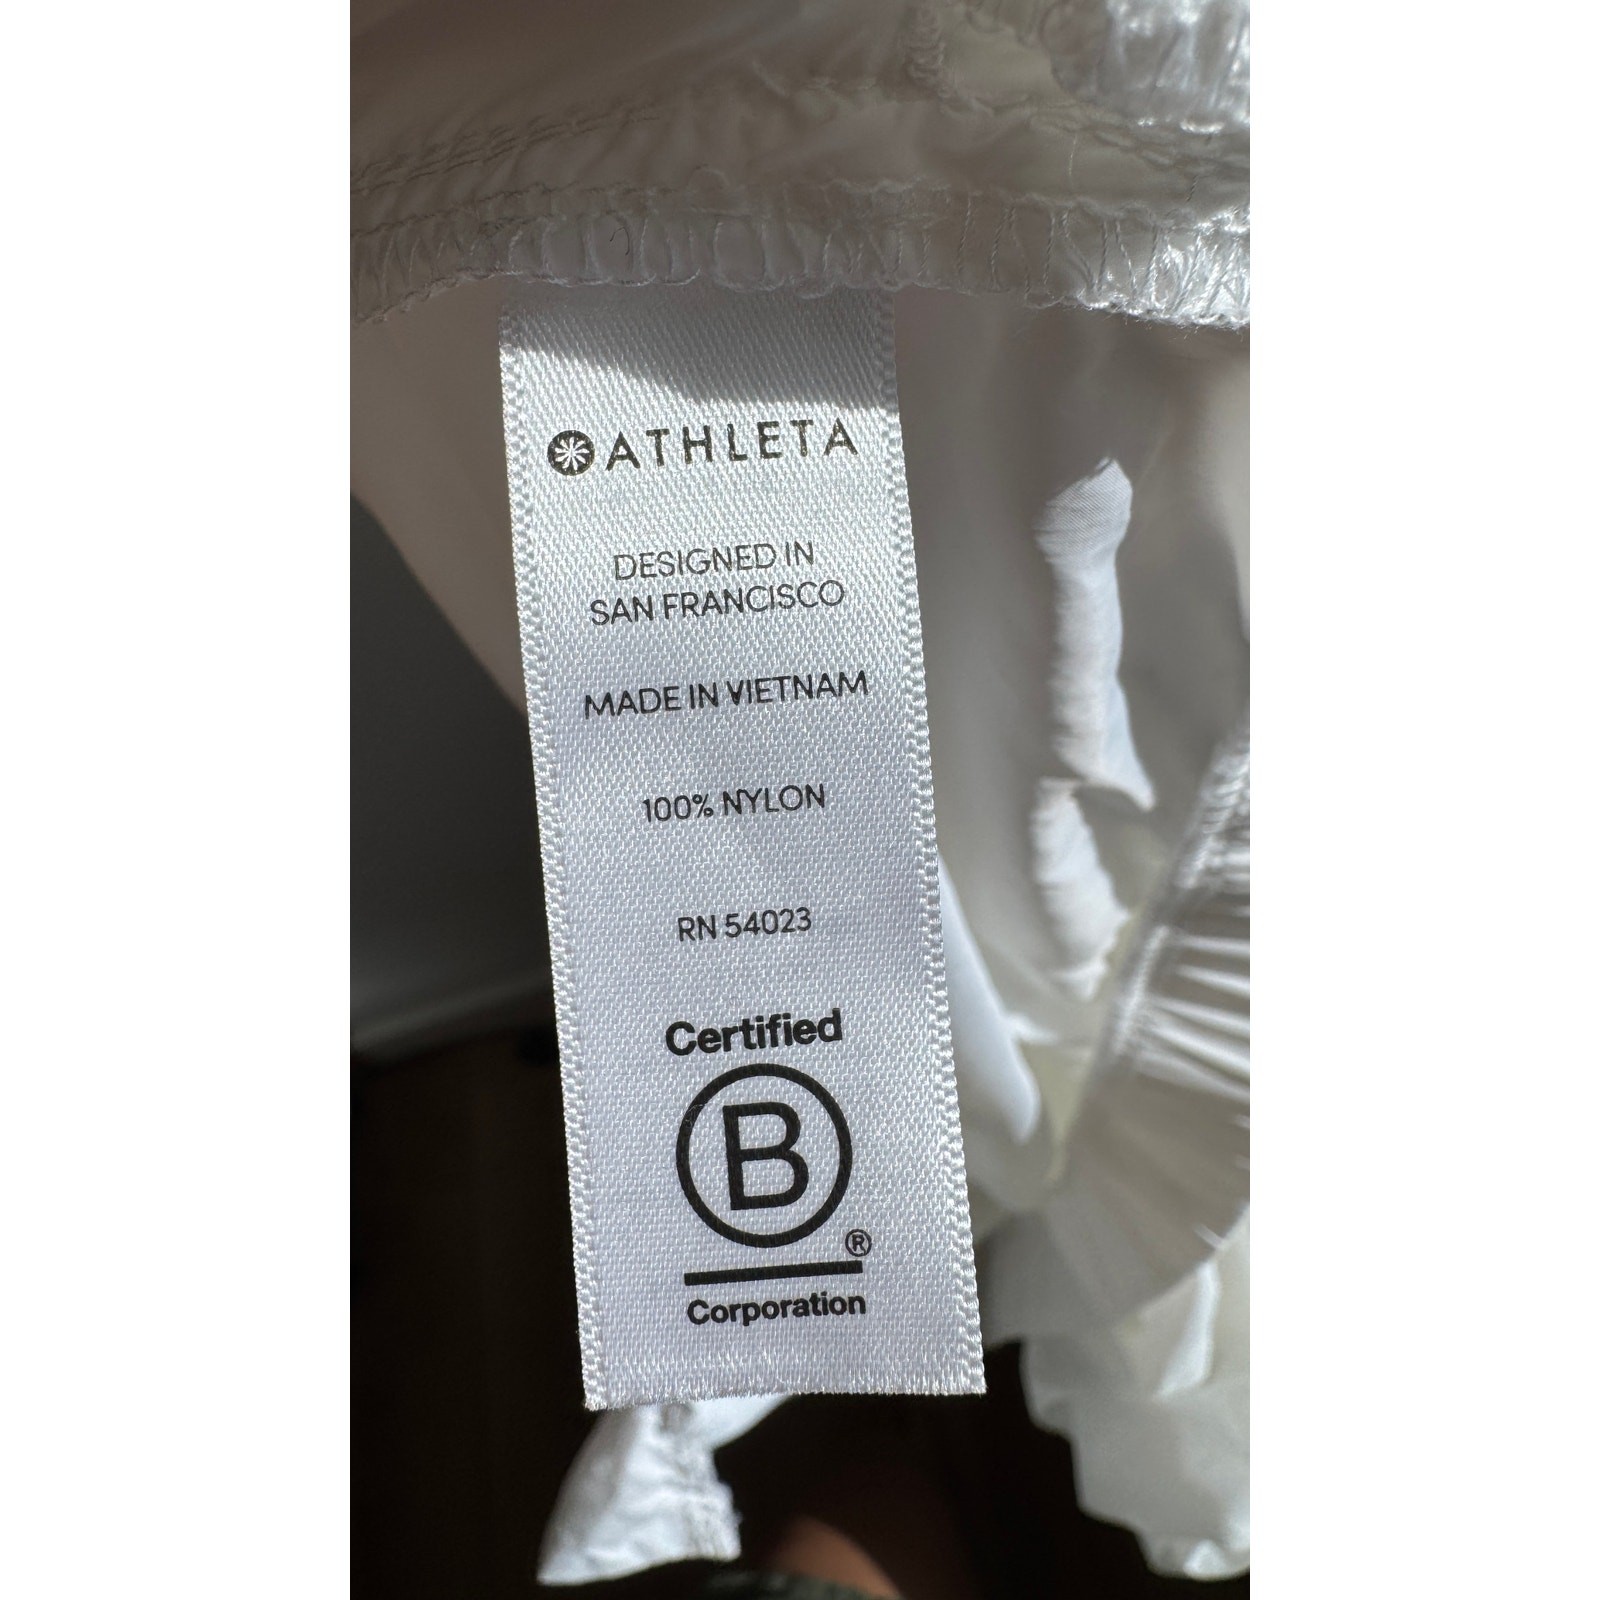 ATHLETA
DESIGNED IN
SAN FRANCISCO
MADE IN VIETNAM
100% NYLON
RN 54023
Certified
B
®
Corporation